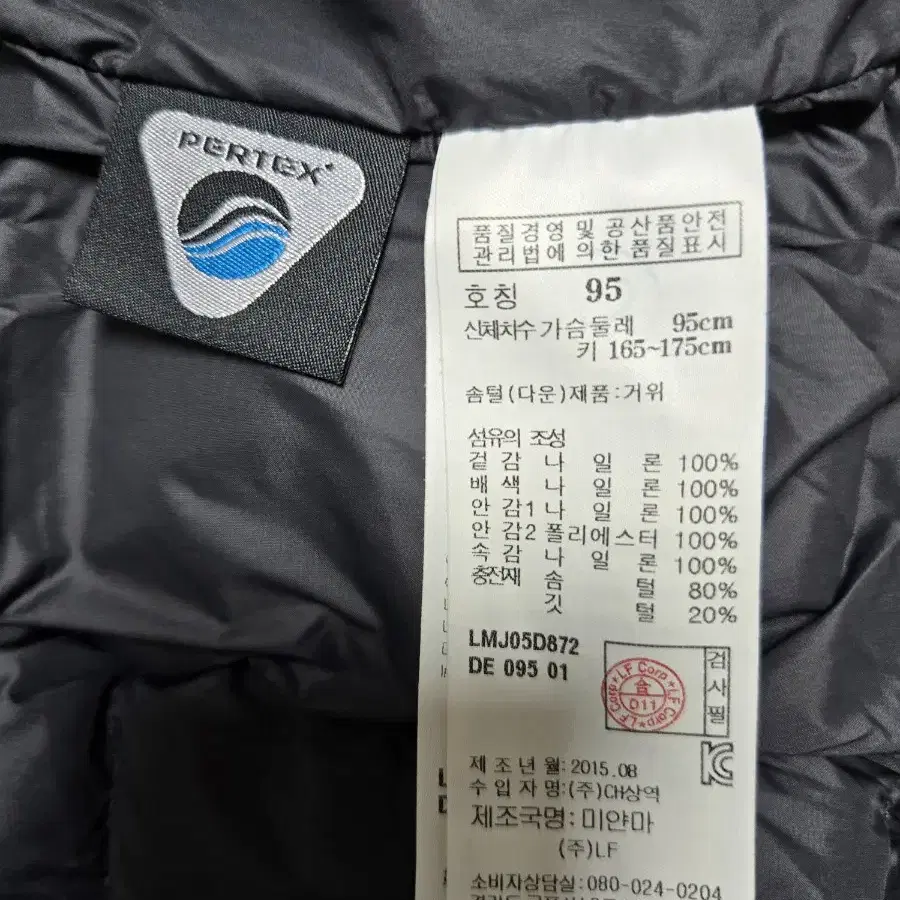 PERTEX
품질경영 및 공산품안전
관리법에 의한 품질표시
호칭 95
신체치수 가슴둘레 95cm
키 165~175cm
솜털(다운)제품:거위
섬유의 조성
겉감 나일론 100%
배색 나일론 100%
안감1 나일론 100%
안감2 폴리에스터 100%
속감 나일론 100%
충전재 솜털 80%
깃털 20%
LMJ05D872
DE 095 01
LF Corp LF Corp
合
D11
검사필
제조년월:2015.08
수입자명:(주)대상역
제조국명:미얀마
(주)LF
소비자상담실:080-024-0204